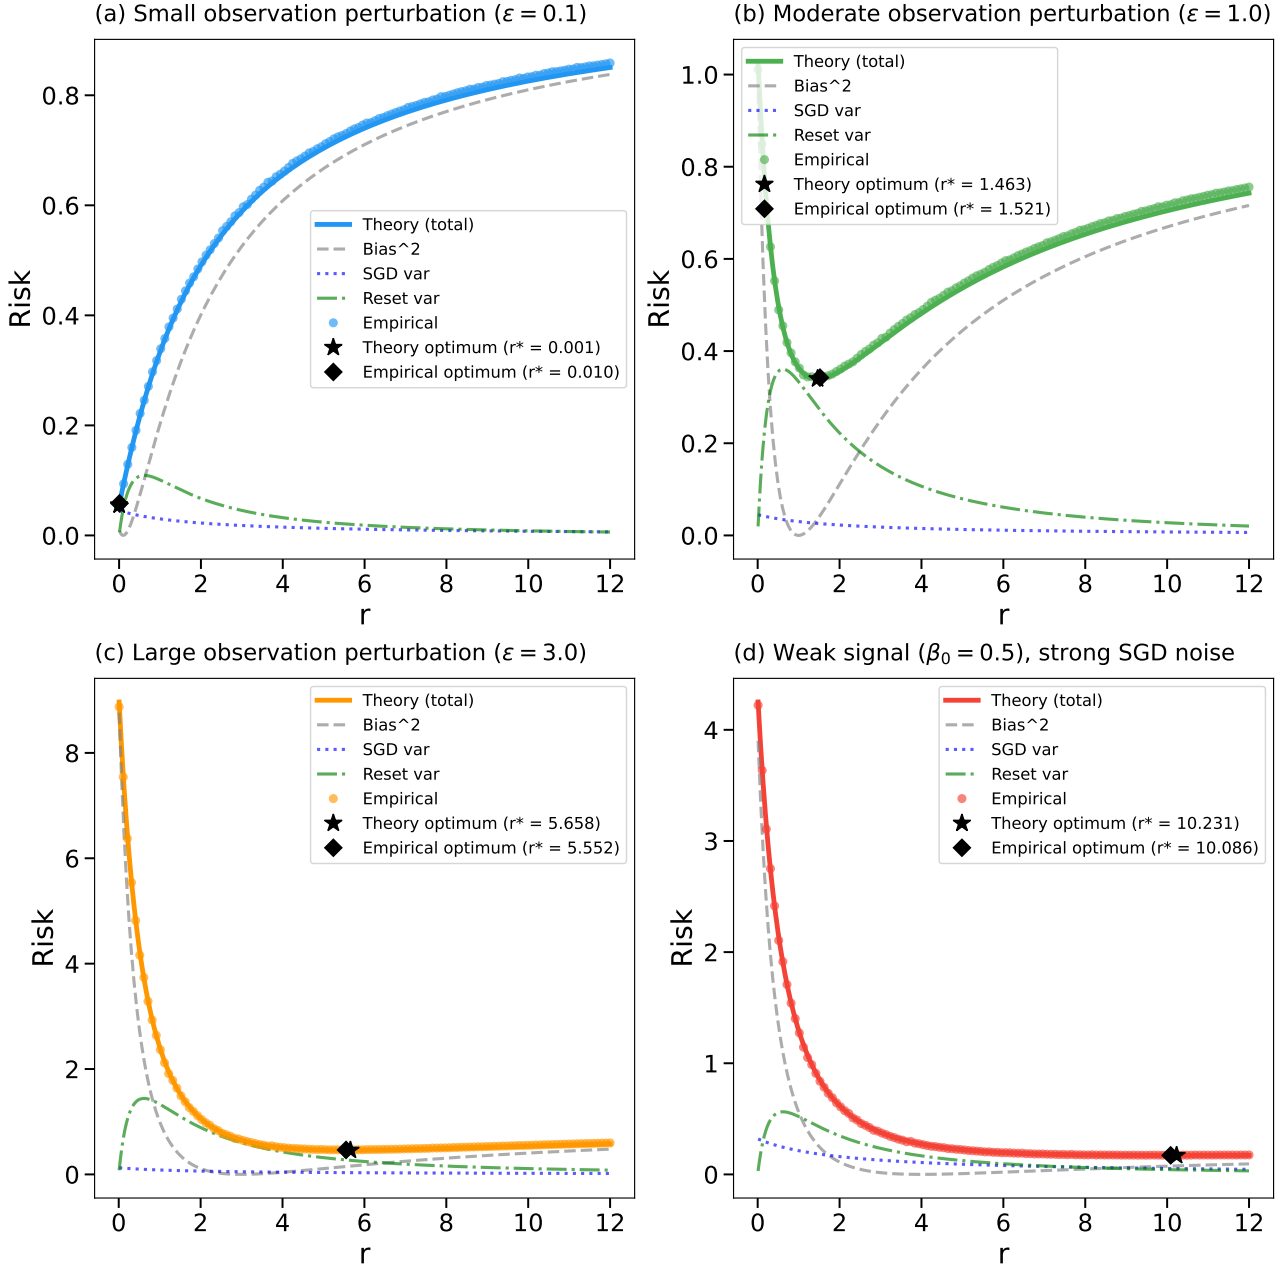 (a) Small observation perturbation (ε = 0.1)
Risk
0.8
0.6
0.4
0.2
0.0
Theory (total)
Bias^2
SGD var
Reset var
Empirical
Theory optimum (r* = 0.001)
Empirical optimum (r* = 0.010)
0 2 4 6 8 10 12
r
(b) Moderate observation perturbation (ε = 1.0)
Risk
1.0
0.8
0.6
0.4
0.2
0.0
Theory (total)
Bias^2
SGD var
Reset var
Empirical
Theory optimum (r* = 1.463)
Empirical optimum (r* = 1.521)
0 2 4 6 8 10 12
r
(c) Large observation perturbation (ε = 3.0)
Risk
8
6
4
2
0
Theory (total)
Bias^2
SGD var
Reset var
Empirical
Theory optimum (r* = 5.658)
Empirical optimum (r* = 5.552)
0 2 4 6 8 10 12
r
(d) Weak signal (β₀ = 0.5), strong SGD noise
Risk
4
3
2
1
0
Theory (total)
Bias^2
SGD var
Reset var
Empirical
Theory optimum (r* = 10.231)
Empirical optimum (r* = 10.086)
0 2 4 6 8 10 12
r